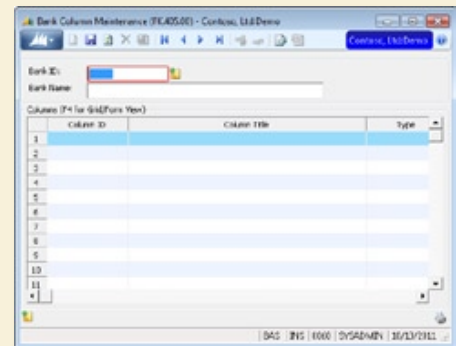 Bank Column Maintenance (FK.405.00) - Contoso, Ltd Demo
Contoso, Ltd Demo
Bank ID:
Bank Name:
Columns (F4 for Grid/Form View)
Column ID Column Title Type
1
2
3
4
5
6
7
8
9
10
11
BAS INS 0060 SYSADMIN 10/13/2011